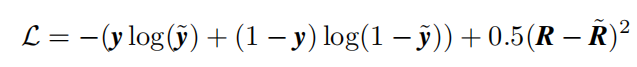 ℒ = −(y log(ỹ) + (1 − y) log(1 − ỹ)) + 0.5(R − R̃)²